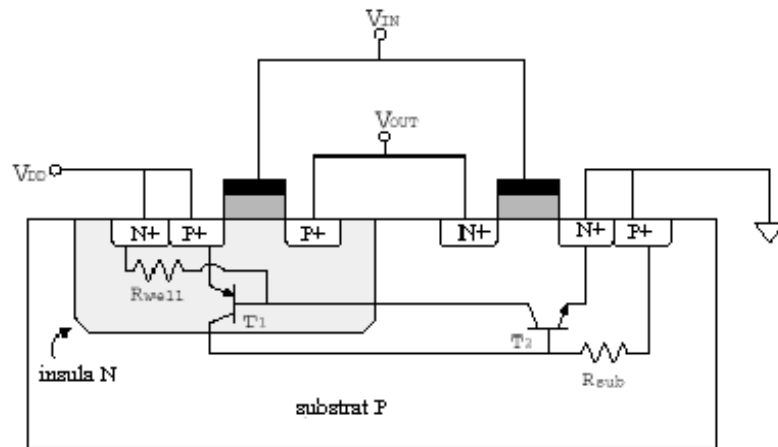 VIN
VOUT
VDD
N+ P+ P+ N+ N+ P+
Rwell
T1
T2
Rsub
insula N
substrat P